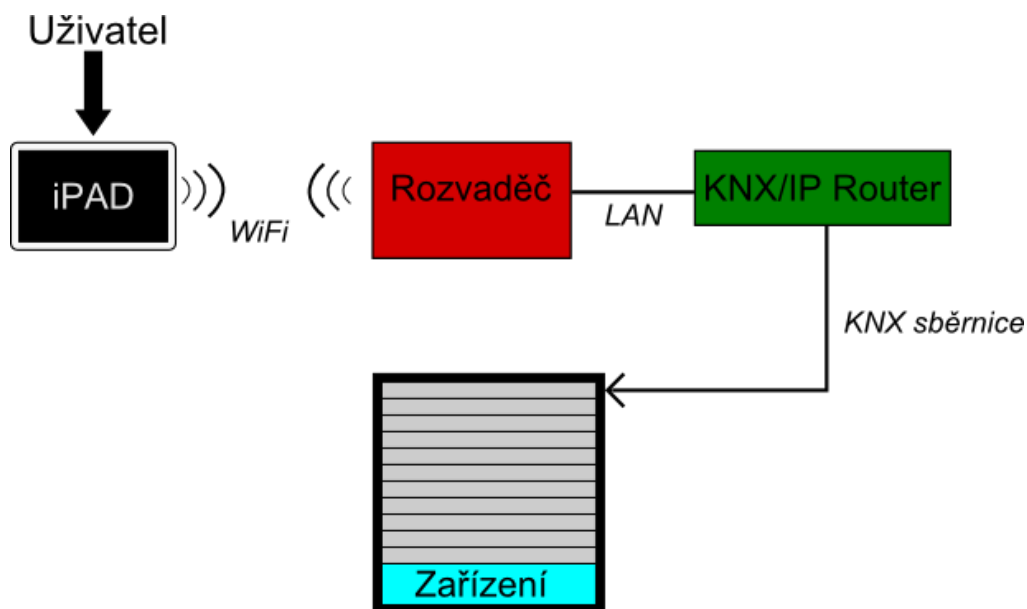 Uživatel
iPAD
WiFi
Rozvaděč
LAN
KNX/IP Router
KNX sběrnice
Zařízení